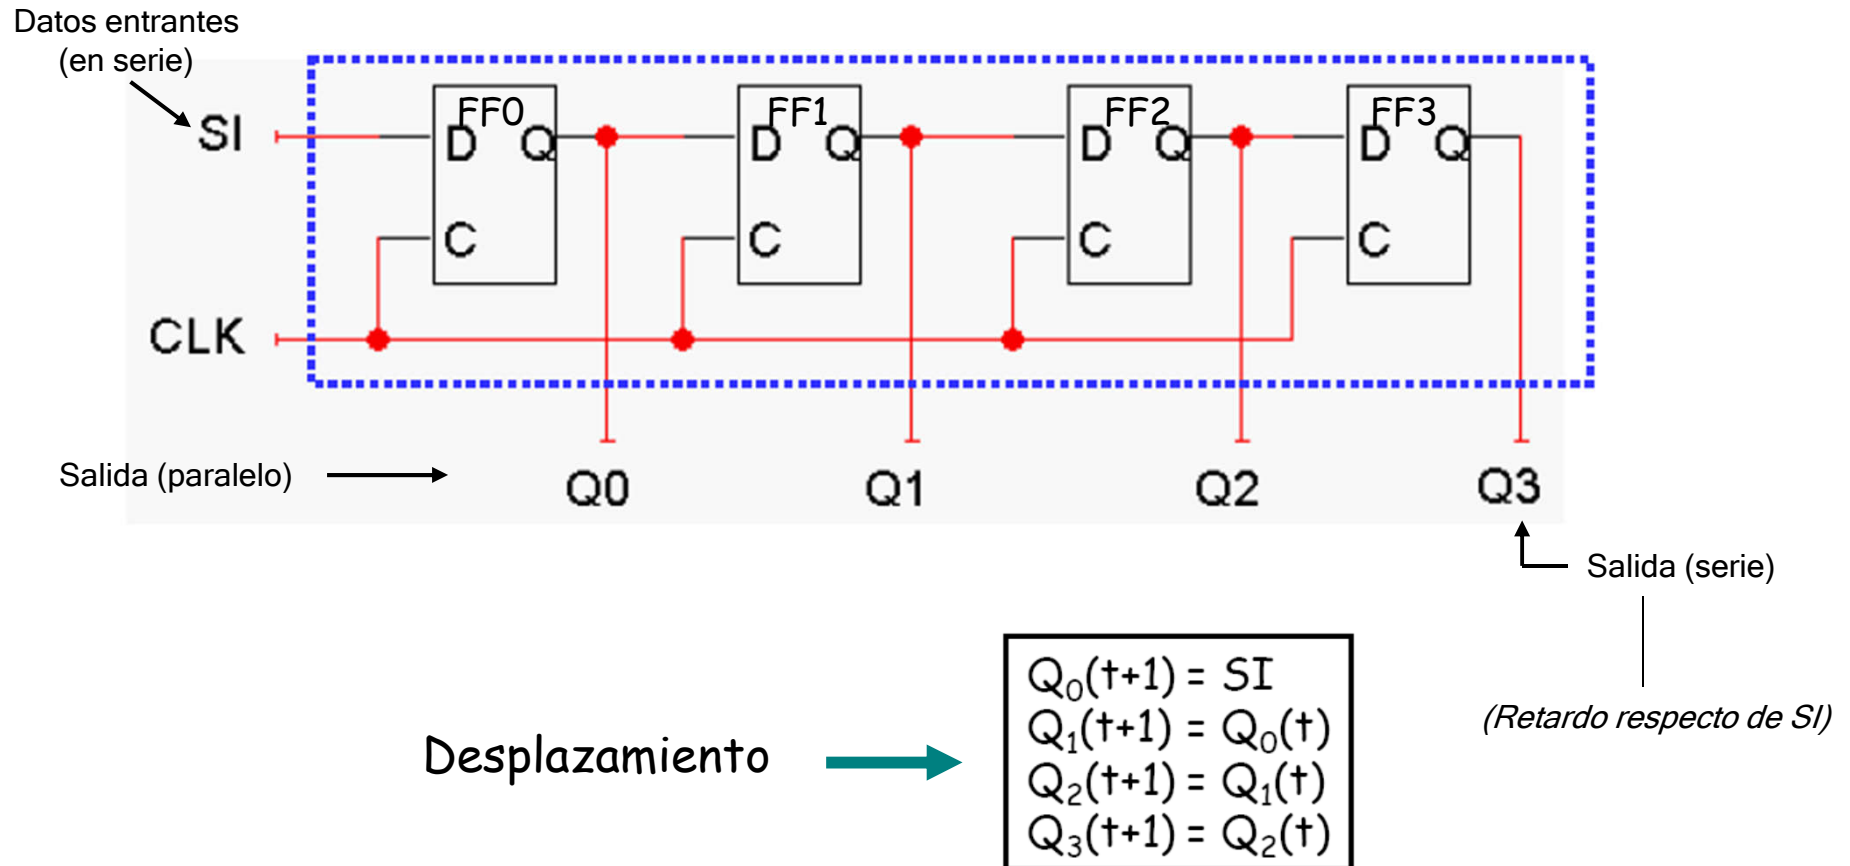 Datos entrantes
(en serie)
SI
FF0
D Q
C
FF1
D Q
C
FF2
D Q
C
FF3
D Q
C
CLK
Salida (paralelo)
Q0
Q1
Q2
Q3
Salida (serie)
(Retardo respecto de SI)
Desplazamiento
Q₀(t+1) = SI
Q₁(t+1) = Q₀(t)
Q₂(t+1) = Q₁(t)
Q₃(t+1) = Q₂(t)